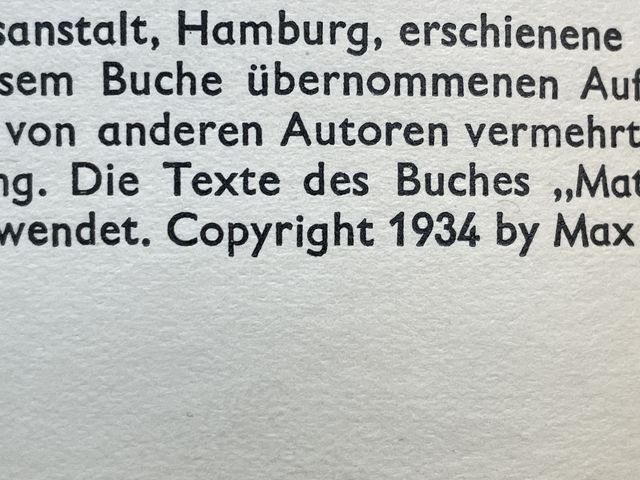 sanstalt, Hamburg, erschienene
sem Buche übernommenen Auf
von anderen Autoren vermehrt
ng. Die Texte des Buches „Mat
wendet. Copyright 1934 by Max